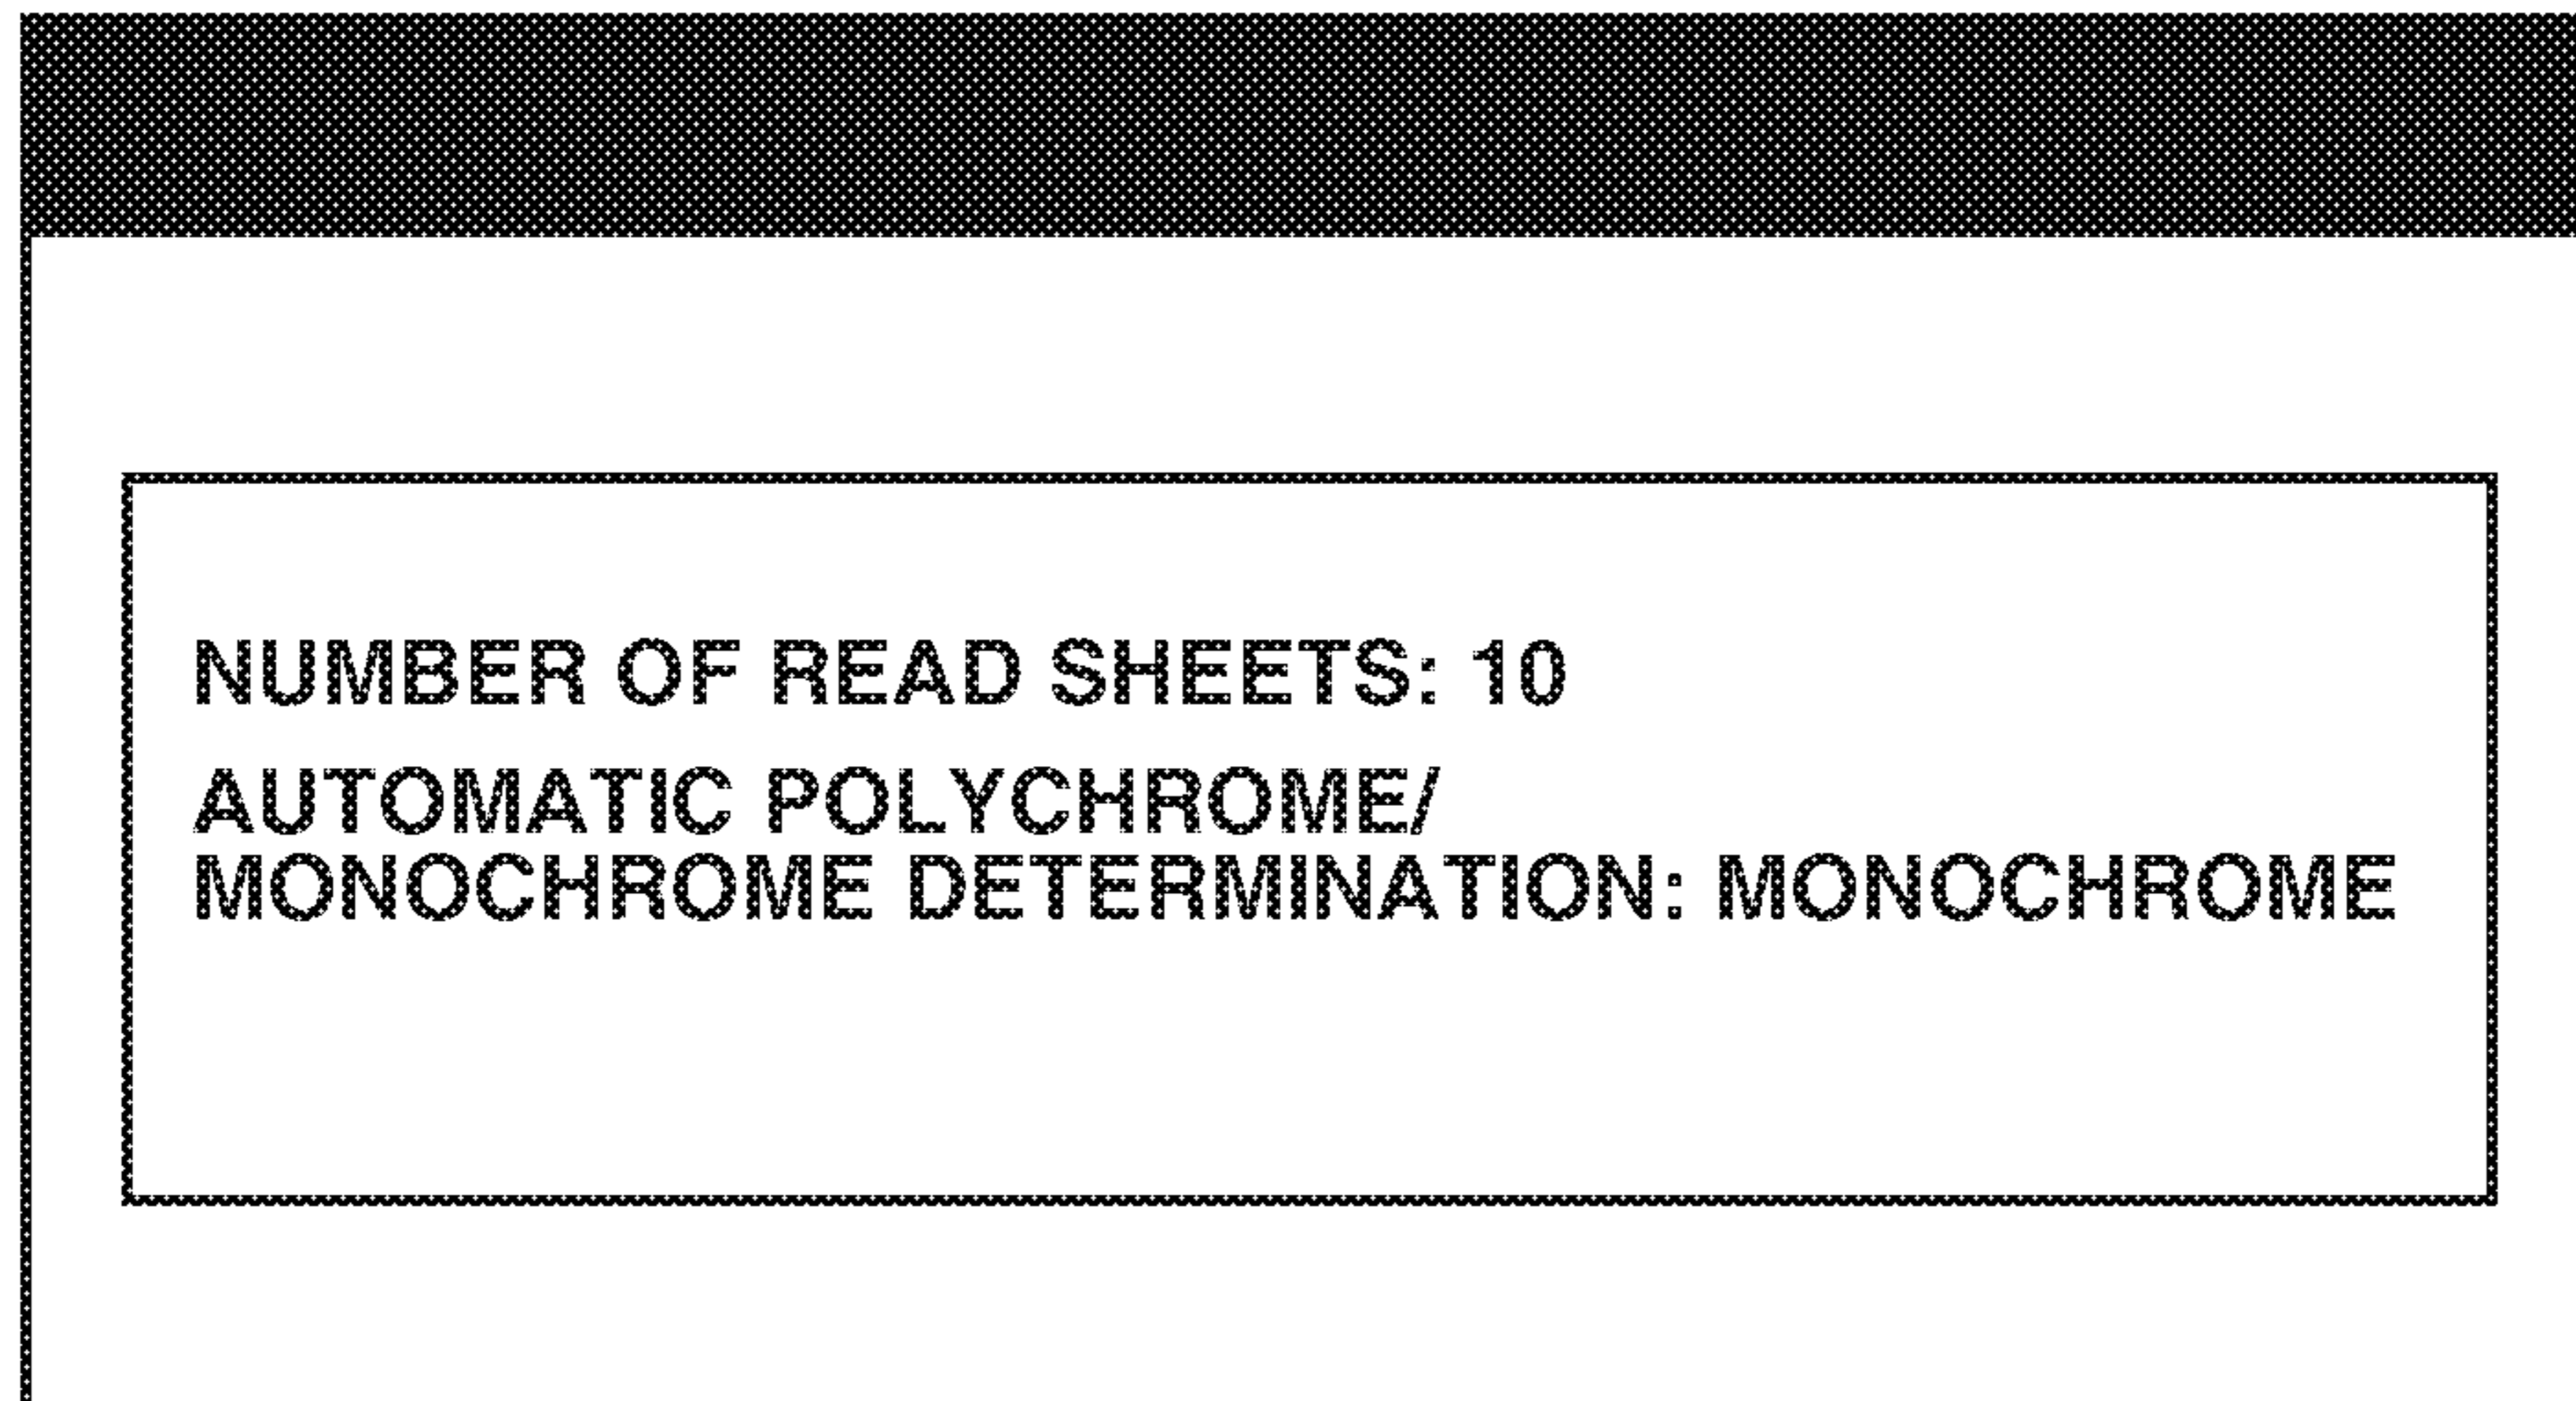 NUMBER OF READ SHEETS: 10
AUTOMATIC POLYCHROME/
MONOCHROME DETERMINATION: MONOCHROME